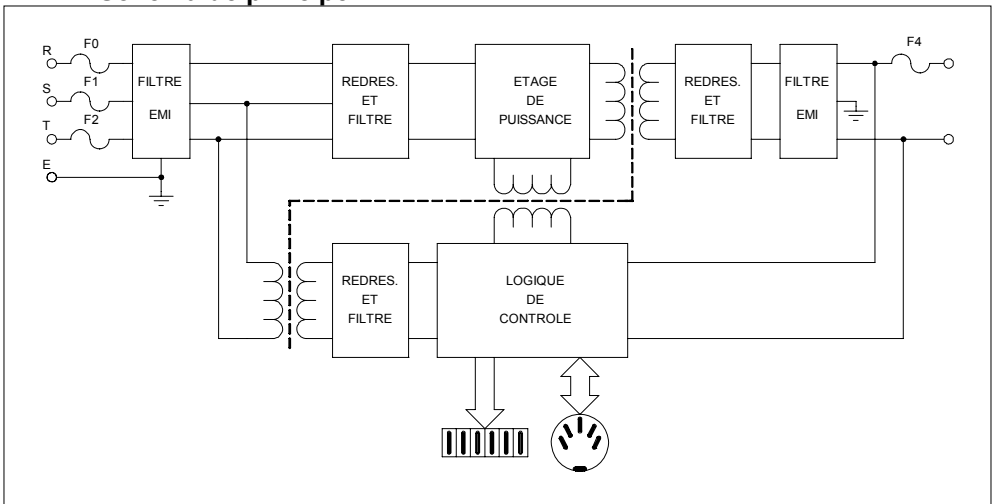 R F0
S F1
T F2
E
FILTRE
EMI
REDRES.
ET
FILTRE
ETAGE
DE
PUISSANCE
REDRES.
ET
FILTRE
FILTRE
EMI
F4
REDRES.
ET
FILTRE
LOGIQUE
DE
CONTROLE